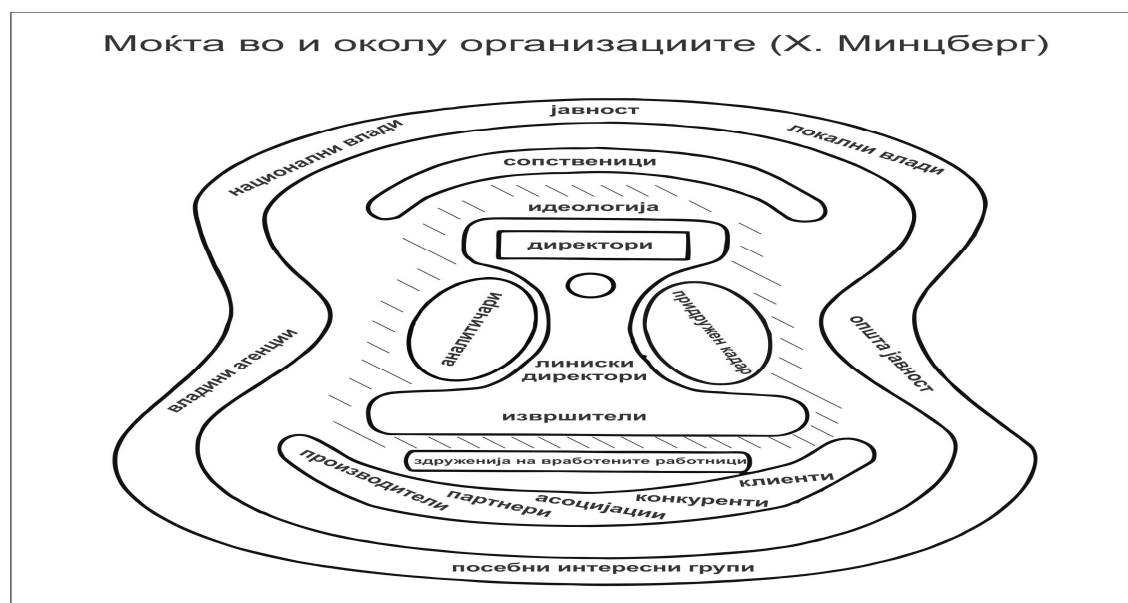 Моќта во и околу организациите (Х. Минцберг)
јавност
национални влади
локални влади
сопственици
идеологија
директори
аналитичари
придружен кадар
владини агенции
општа јавност
линиски
директори
извршители
здруженија на вработените работници
производители
партнери
асоцијации
конкуренти
клиенти
посебни интересни групи